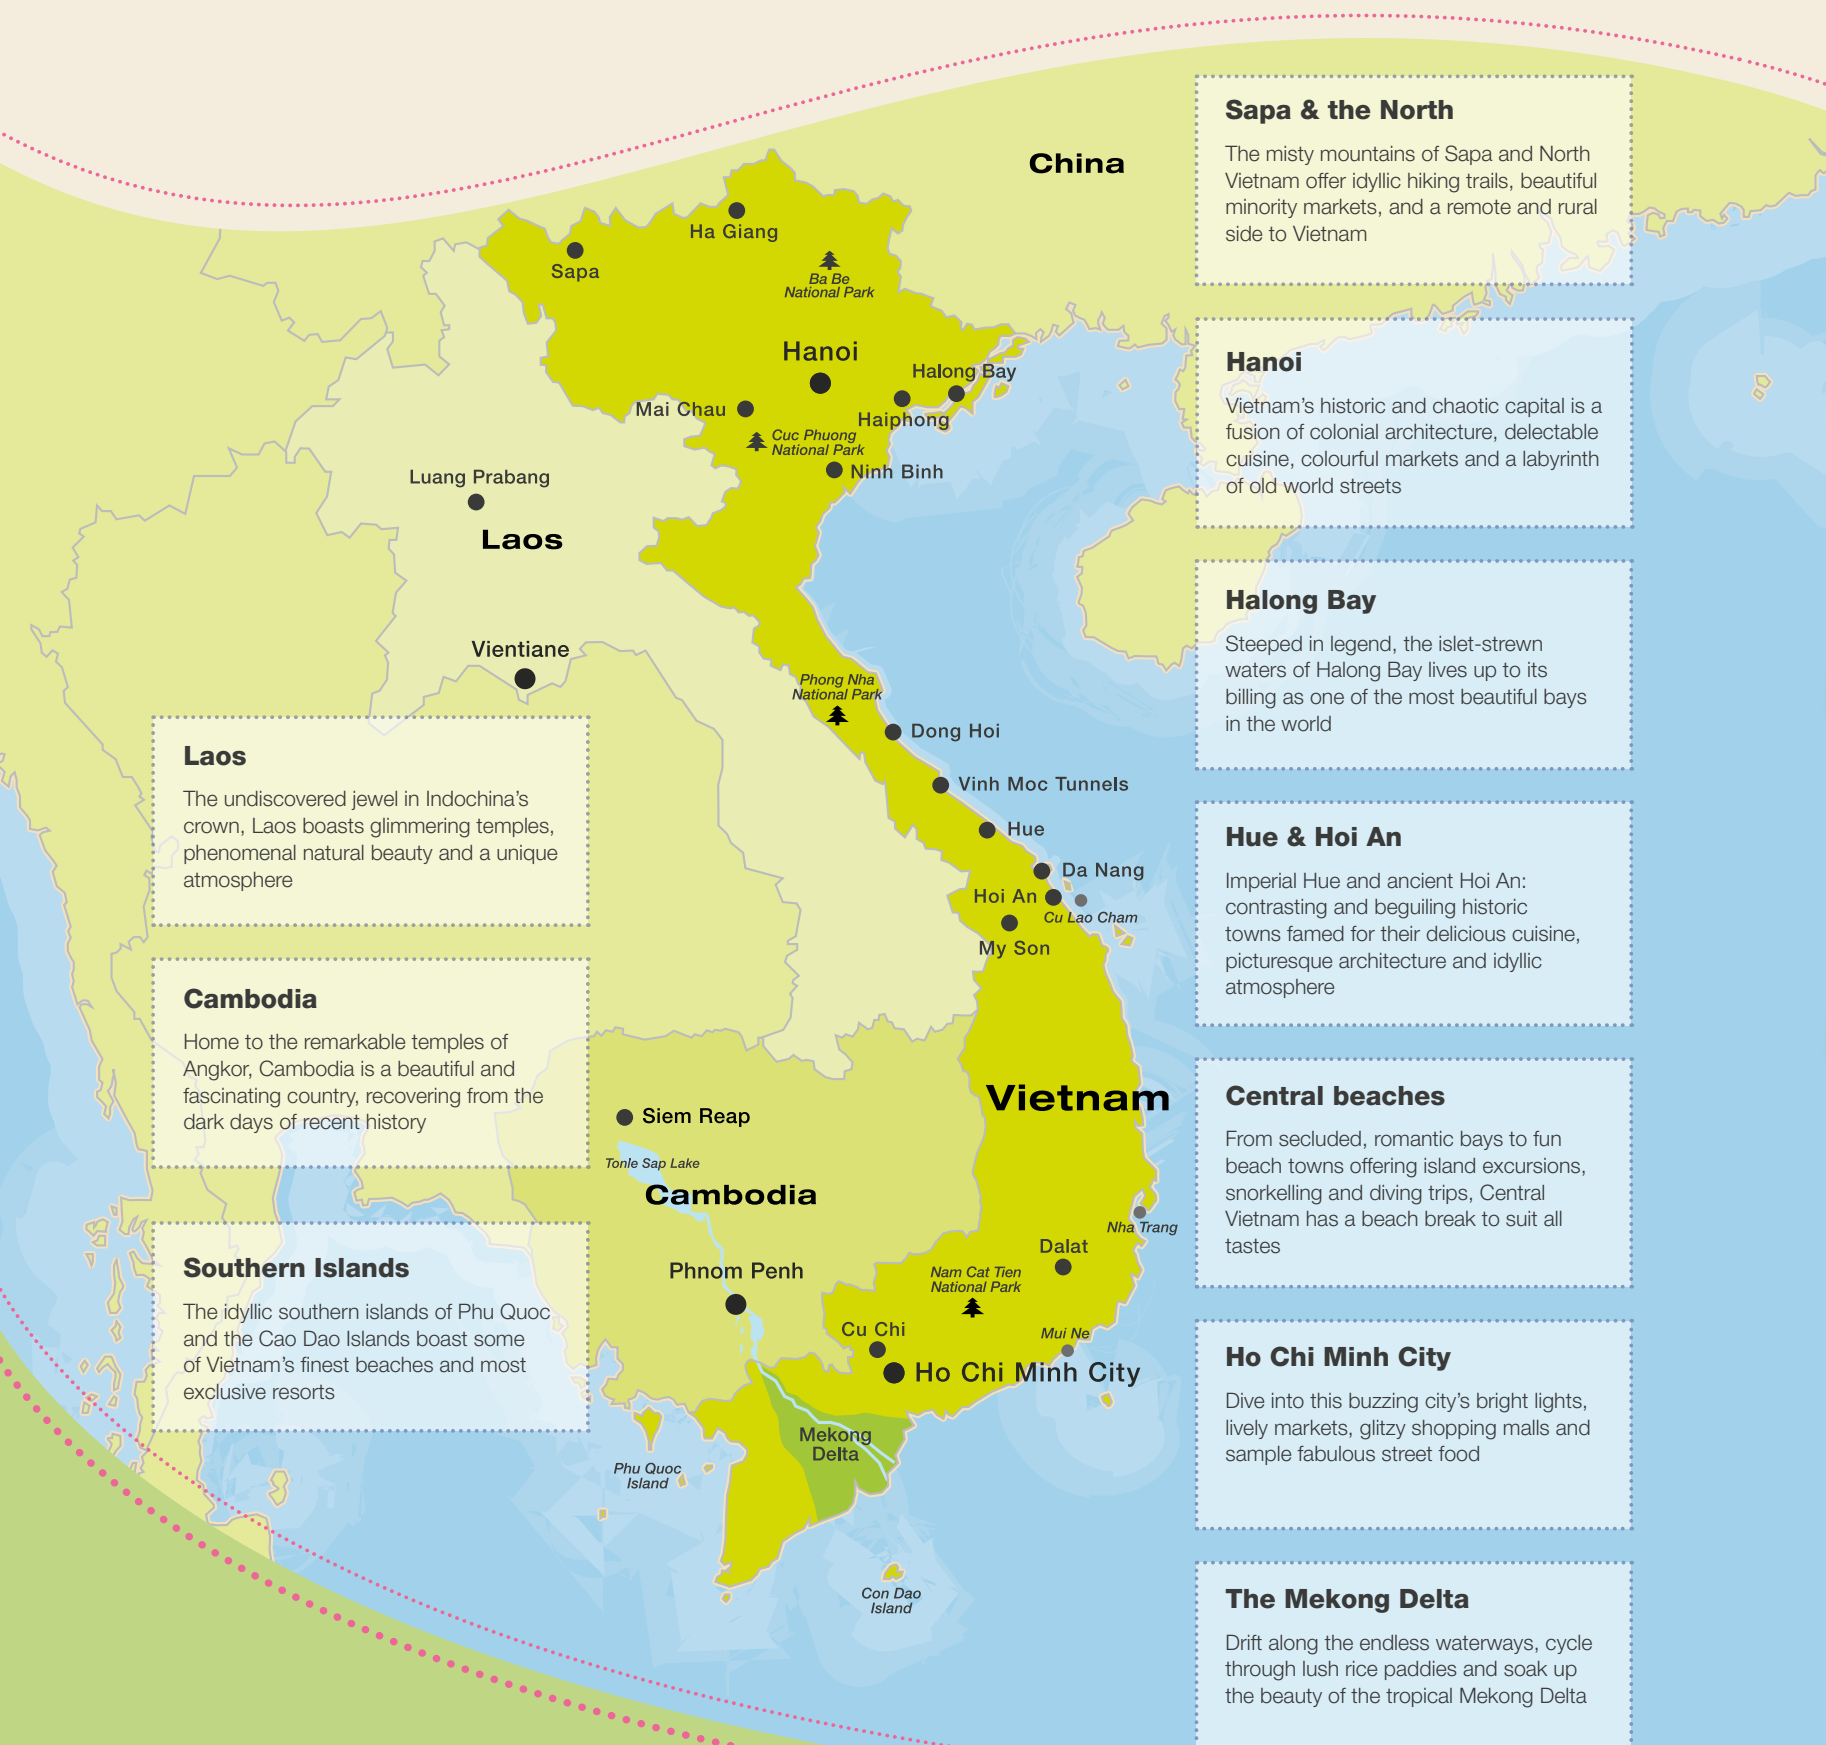 China
Ha Giang
Sapa
Ba Be
National Park
Hanoi
Halong Bay
Mai Chau
Haiphong
Cuc Phuong
National Park
Ninh Binh
Luang Prabang
Laos
Vientiane
Phong Nha
National Park
Dong Hoi
Vinh Moc Tunnels
Hue
Da Nang
Hoi An
Cu Lao Cham
My Son
Vietnam
Siem Reap
Tonle Sap Lake
Cambodia
Nha Trang
Dalat
Phnom Penh
Nam Cat Tien
National Park
Cu Chi
Mui Ne
Ho Chi Minh City
Mekong
Delta
Phu Quoc
Island
Con Dao
Island
Laos
The undiscovered jewel in Indochina's
crown, Laos boasts glimmering temples,
phenomenal natural beauty and a unique
atmosphere
Cambodia
Home to the remarkable temples of
Angkor, Cambodia is a beautiful and
fascinating country, recovering from the
dark days of recent history
Southern Islands
The idyllic southern islands of Phu Quoc
and the Cao Dao Islands boast some
of Vietnam's finest beaches and most
exclusive resorts
Sapa & the North
The misty mountains of Sapa and North
Vietnam offer idyllic hiking trails, beautiful
minority markets, and a remote and rural
side to Vietnam
Hanoi
Vietnam's historic and chaotic capital is a
fusion of colonial architecture, delectable
cuisine, colourful markets and a labyrinth
of old world streets
Halong Bay
Steeped in legend, the islet-strewn
waters of Halong Bay lives up to its
billing as one of the most beautiful bays
in the world
Hue & Hoi An
Imperial Hue and ancient Hoi An:
contrasting and beguiling historic
towns famed for their delicious cuisine,
picturesque architecture and idyllic
atmosphere
Central beaches
From secluded, romantic bays to fun
beach towns offering island excursions,
snorkelling and diving trips, Central
Vietnam has a beach break to suit all
tastes
Ho Chi Minh City
Dive into this buzzing city's bright lights,
lively markets, glitzy shopping malls and
sample fabulous street food
The Mekong Delta
Drift along the endless waterways, cycle
through lush rice paddies and soak up
the beauty of the tropical Mekong Delta